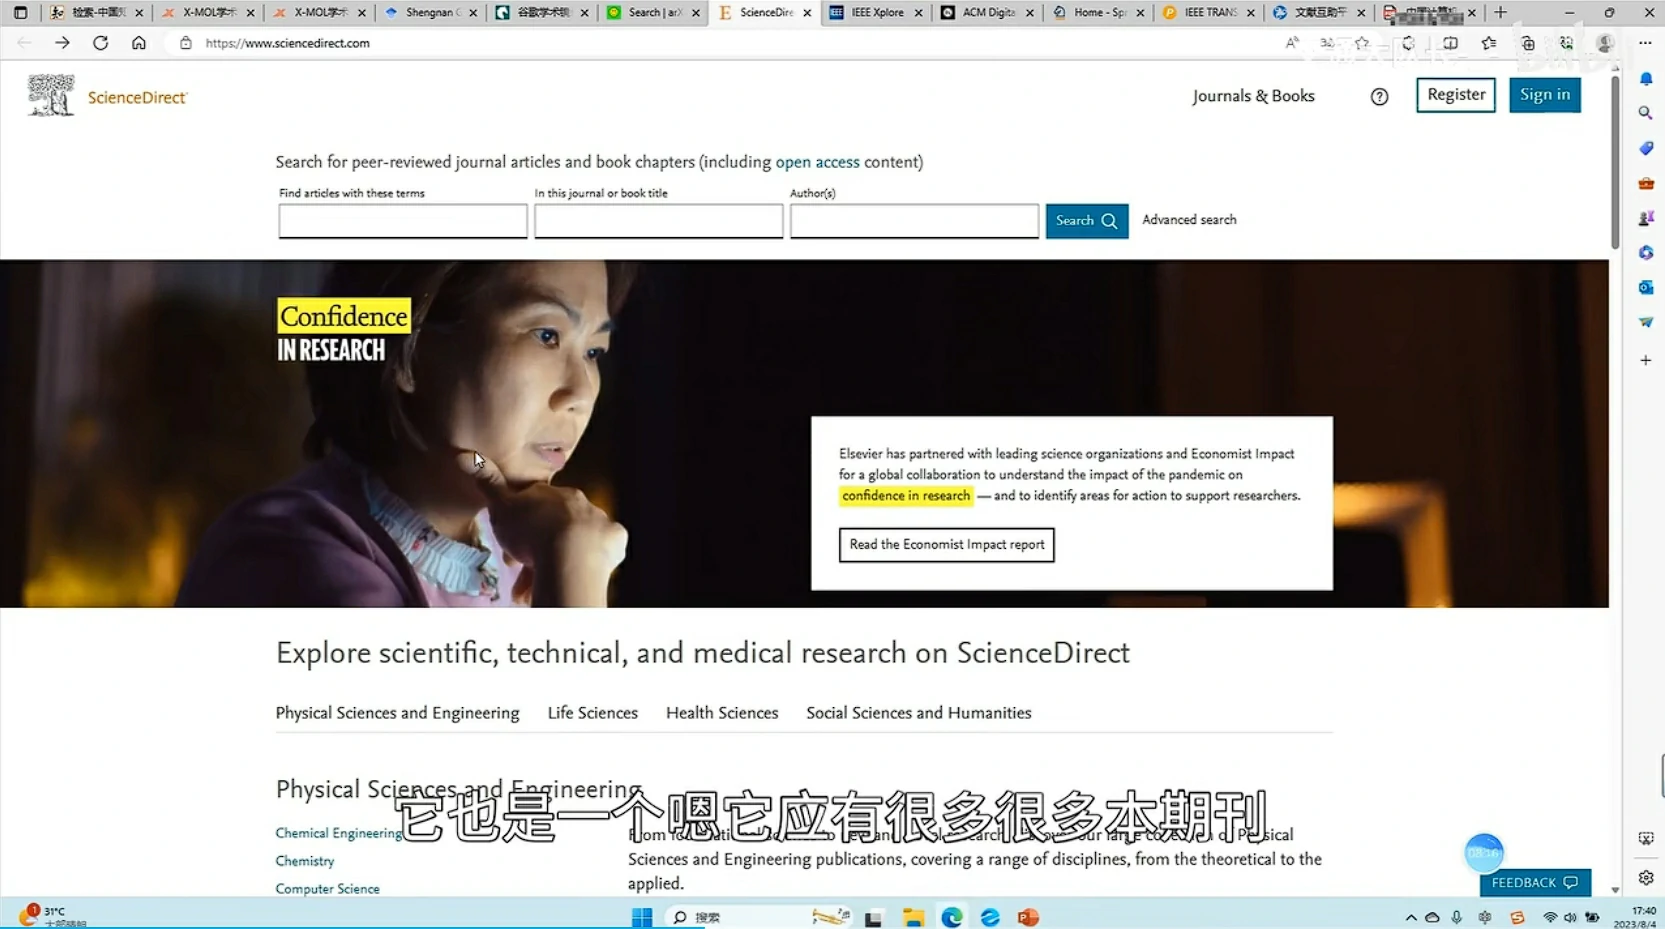 检索-中国知
X-MOL学术
X-MOL学术
Shengnan G
谷歌学术镜
Search | arX
ScienceDire
IEEE Xplore
ACM Digita
Home - Spr
IEEE TRANS
文献互助平
https://www.sciencedirect.com
ScienceDirect
Journals & Books
Register
Sign in
Search for peer-reviewed journal articles and book chapters (including open access content)
Find articles with these terms
In this journal or book title
Author(s)
Search
Advanced search
Confidence
IN RESEARCH
Elsevier has partnered with leading science organizations and Economist Impact
for a global collaboration to understand the impact of the pandemic on
confidence in research — and to identify areas for action to support researchers.
Read the Economist Impact report
Explore scientific, technical, and medical research on ScienceDirect
Physical Sciences and Engineering
Life Sciences
Health Sciences
Social Sciences and Humanities
Physical Sciences and Engineering
它也是一个嗯它应有很多很多本期刊
Chemical Engineering
Chemistry
Computer Science
Physical
Sciences and Engineering publications, covering a range of disciplines, from the theoretical to the
applied.
08:16
FEEDBACK
1
31°C
搜索
17:40
2023/8/4